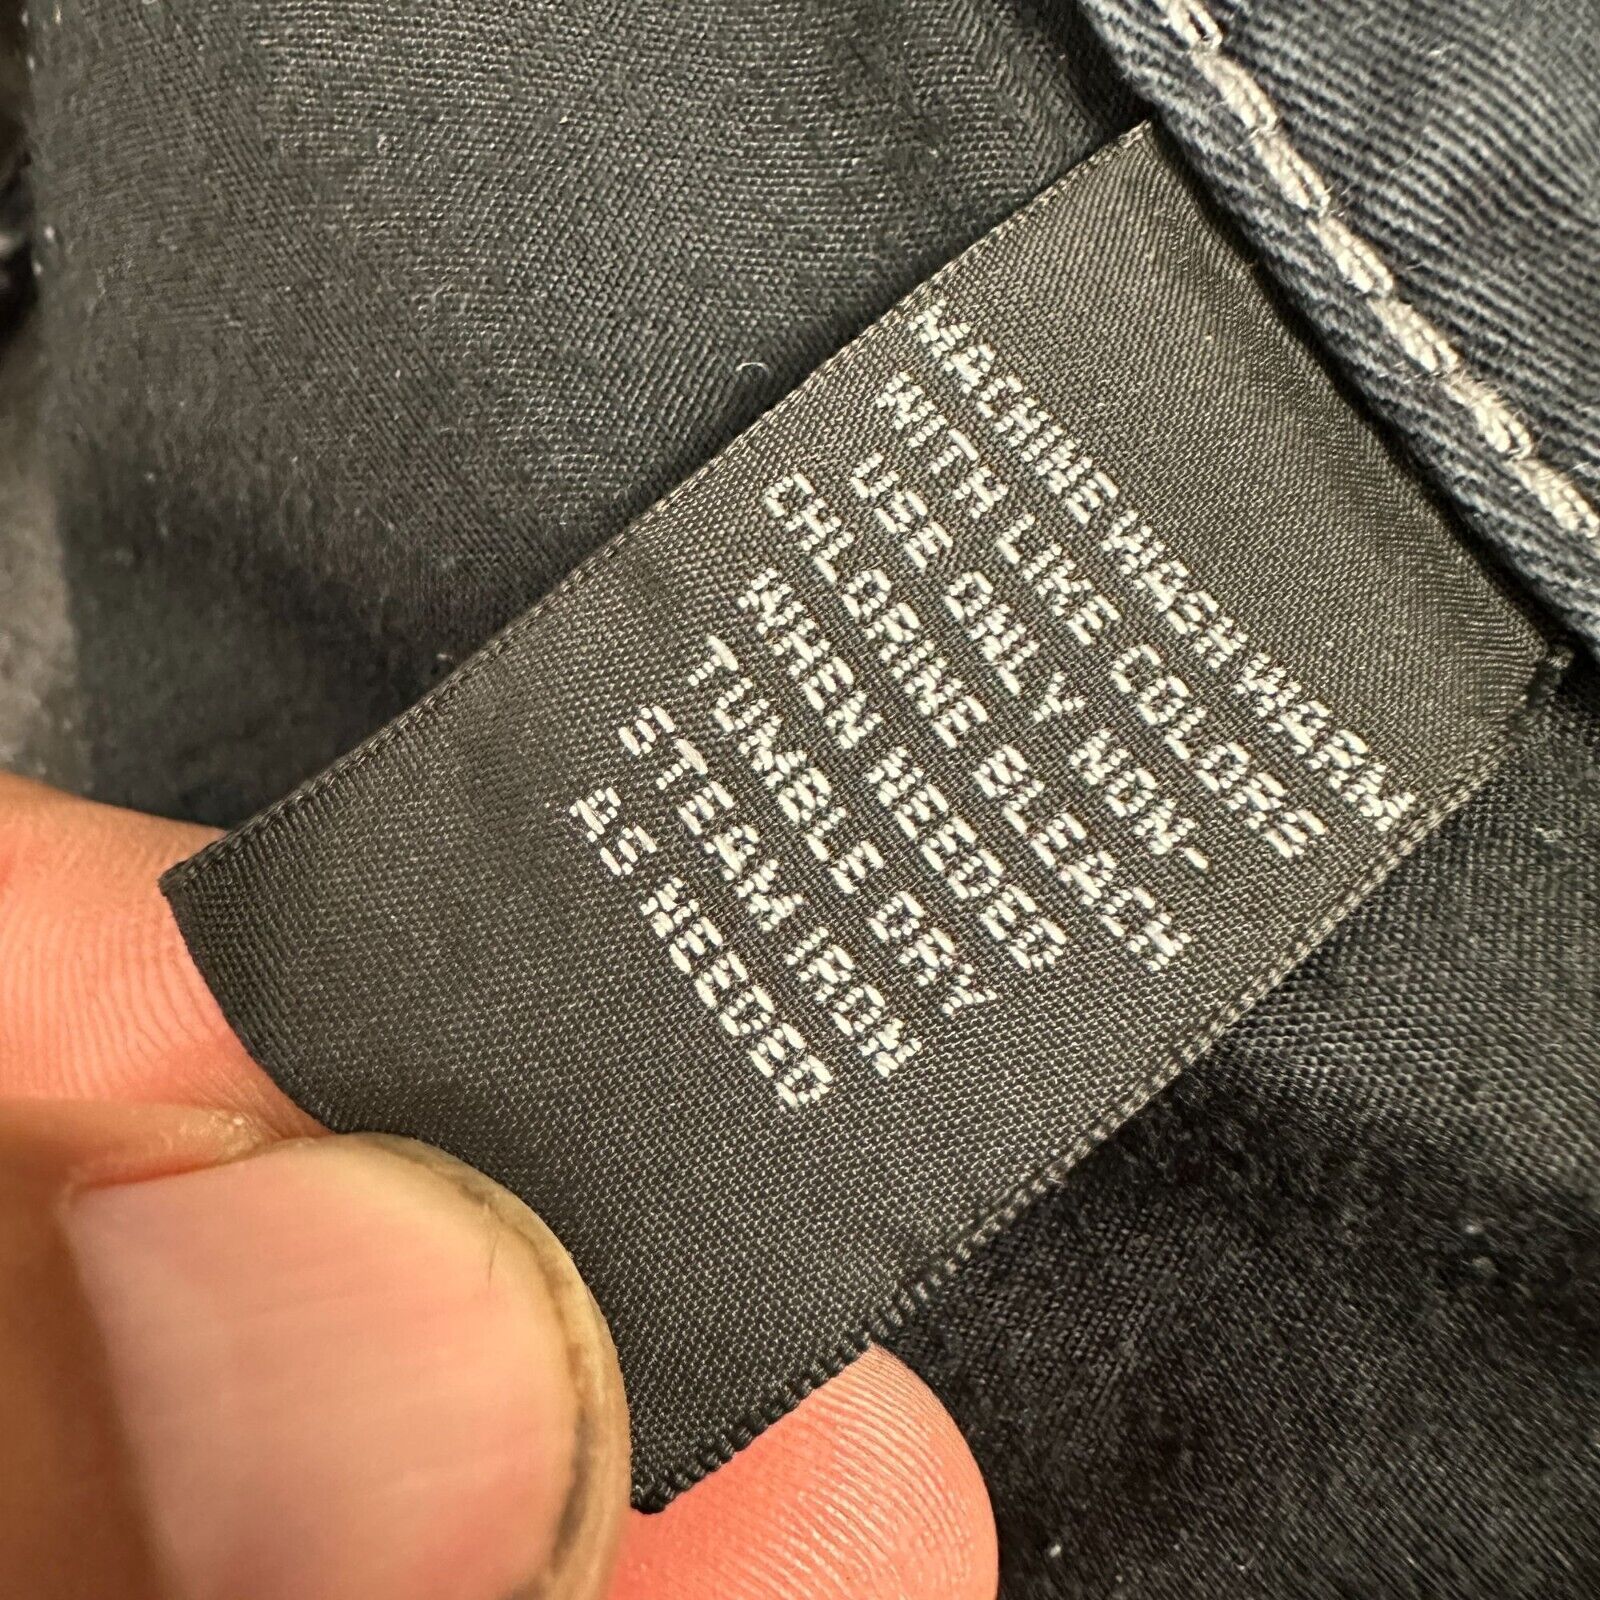 MACHINE WASH WARM
WITH LIKE COLORS
USE ONLY NON-
CHLORINE BLEACH
WHEN NEEDED
TUMBLE DRY
STEAM IRON
AS NEEDED